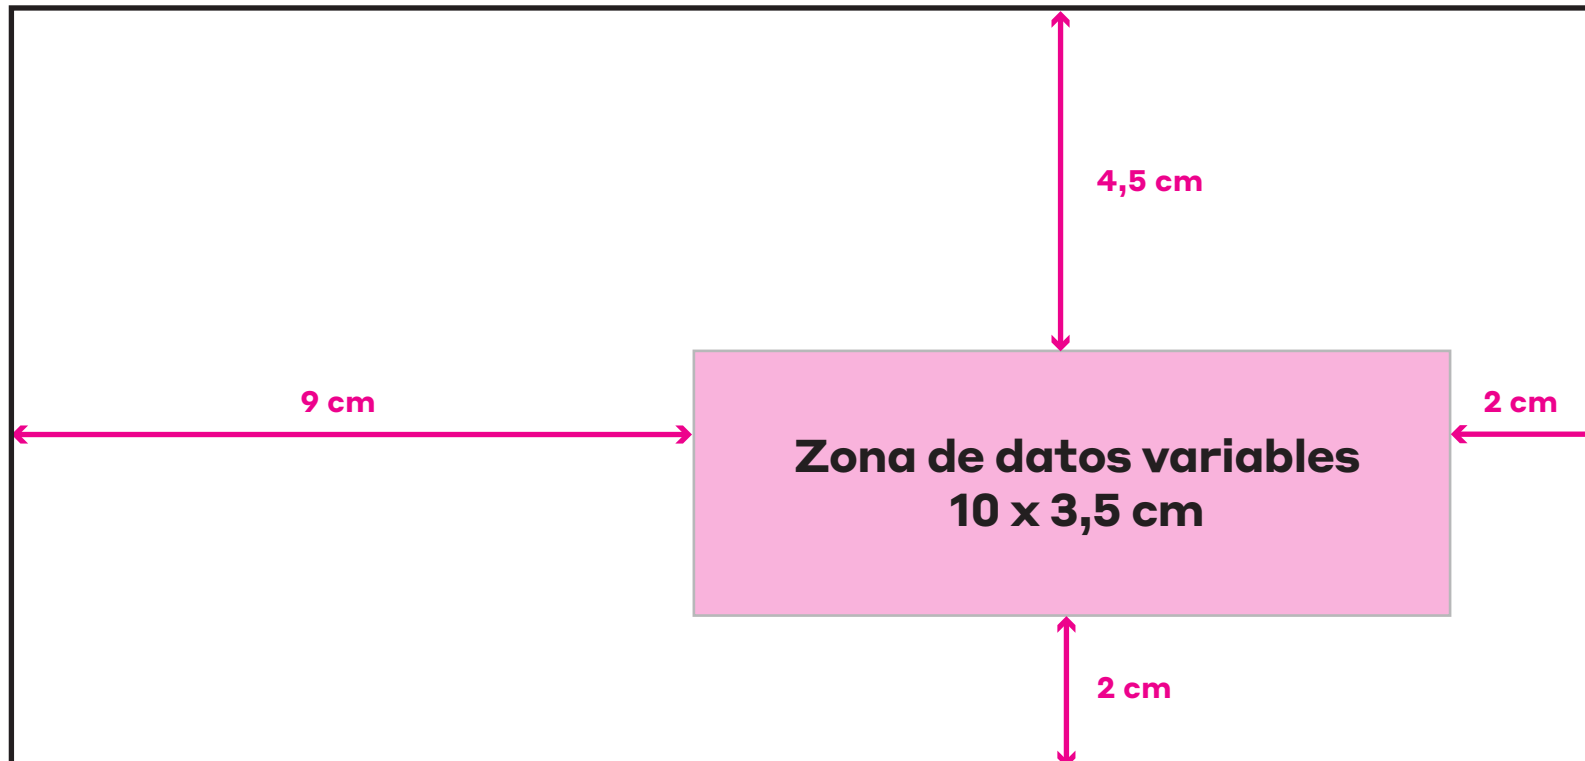 4,5 cm
9 cm
2 cm
Zona de datos variables
10 x 3,5 cm
2 cm